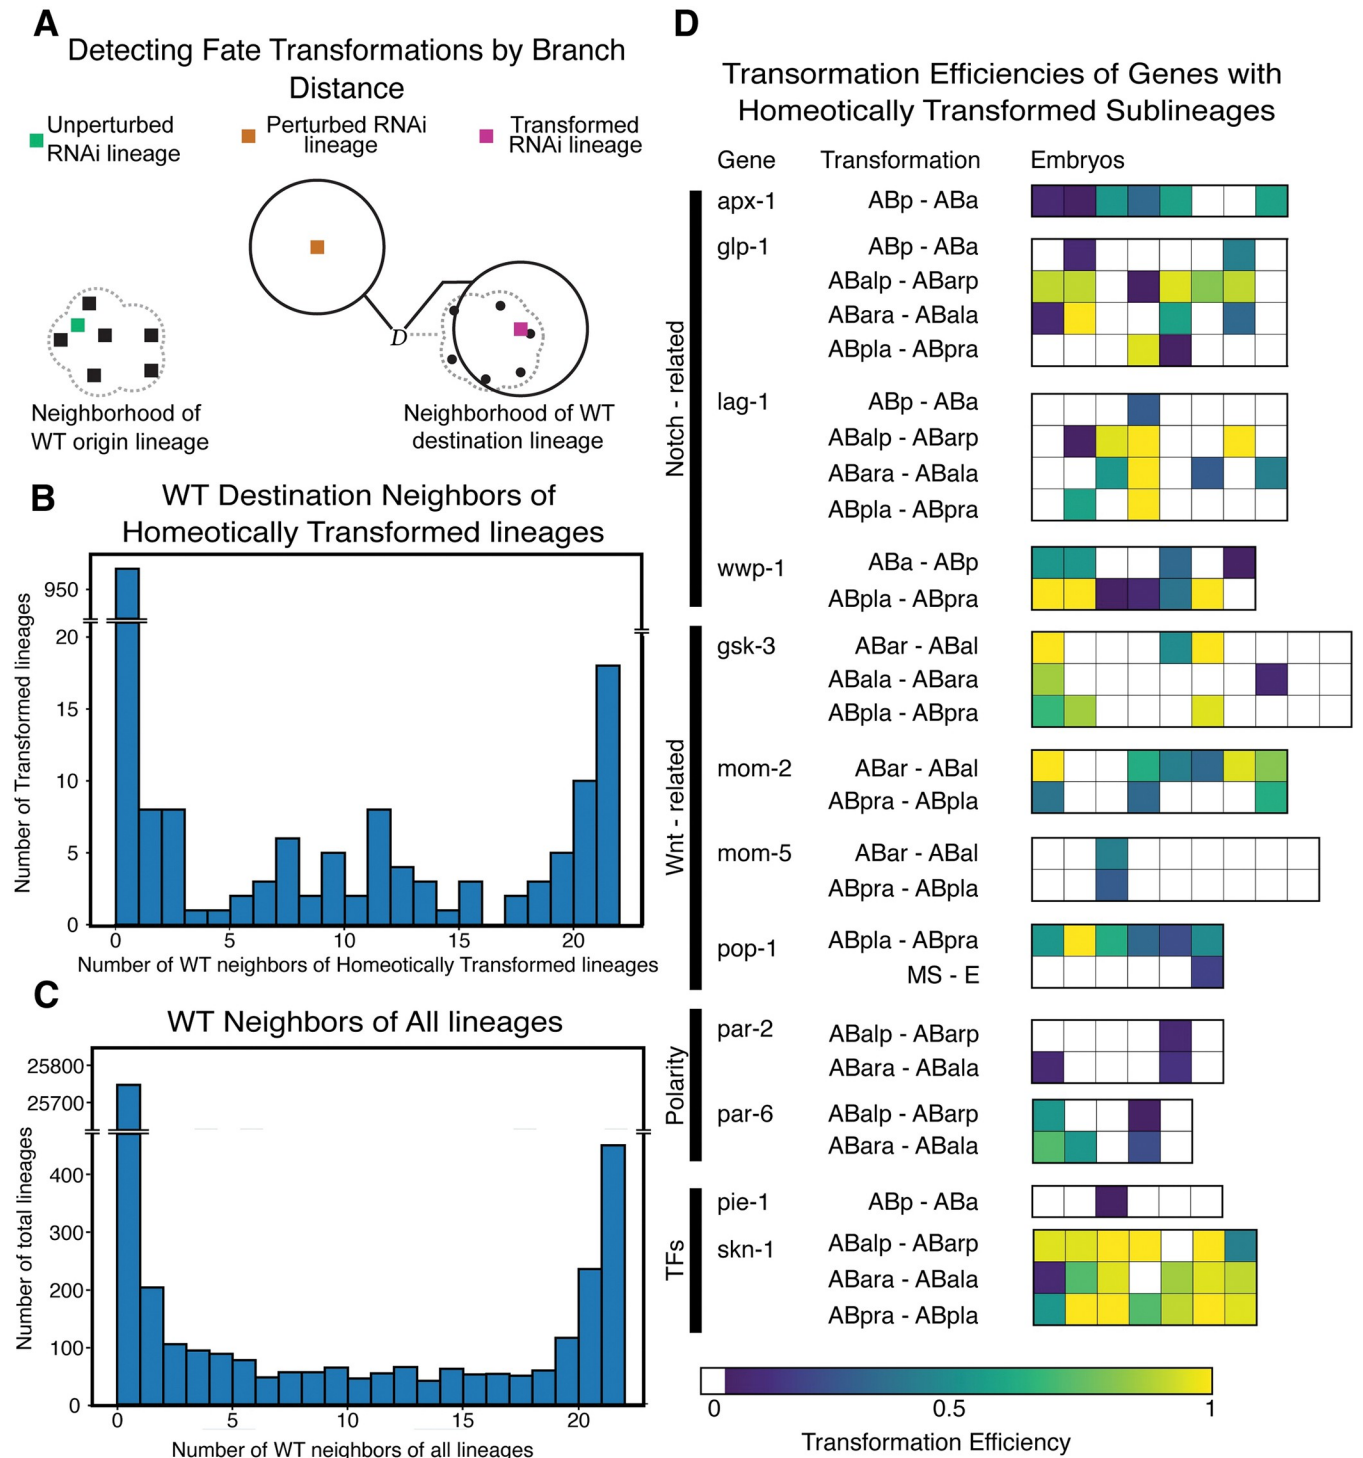 A
Detecting Fate Transformations by Branch
Distance
Unperturbed
RNAi lineage
Perturbed RNAi
lineage
Transformed
RNAi lineage
D
Neighborhood of
WT origin lineage
Neighborhood of WT
destination lineage
B
WT Destination Neighbors of
Homeotically Transformed lineages
Number of Transformed lineages
950
20
15
10
5
0
0 5 10 15 20
Number of WT neighbors of Homeotically Transformed lineages
C
WT Neighbors of All lineages
Number of total lineages
25800
25700
400
300
200
100
0
0 5 10 15 20
Number of WT neighbors of all lineages
D
Transormation Efficiencies of Genes with
Homeotically Transformed Sublineages
Gene Transformation Embryos
Notch - related
apx-1 ABp - ABa
glp-1 ABp - ABa
ABalp - ABarp
ABara - ABala
ABpla - ABpra
lag-1 ABp - ABa
ABalp - ABarp
ABara - ABala
ABpla - ABpra
wwp-1 ABa - ABp
ABpla - ABpra
Wnt - related
gsk-3 ABar - ABal
ABala - ABara
ABpla - ABpra
mom-2 ABar - ABal
ABpra - ABpla
mom-5 ABar - ABal
ABpra - ABpla
pop-1 ABpla - ABpra
MS - E
Polarity
par-2 ABalp - ABarp
ABara - ABala
par-6 ABalp - ABarp
ABara - ABala
TFs
pie-1 ABp - ABa
skn-1 ABalp - ABarp
ABara - ABala
ABpra - ABpla
0 0.5 1
Transformation Efficiency